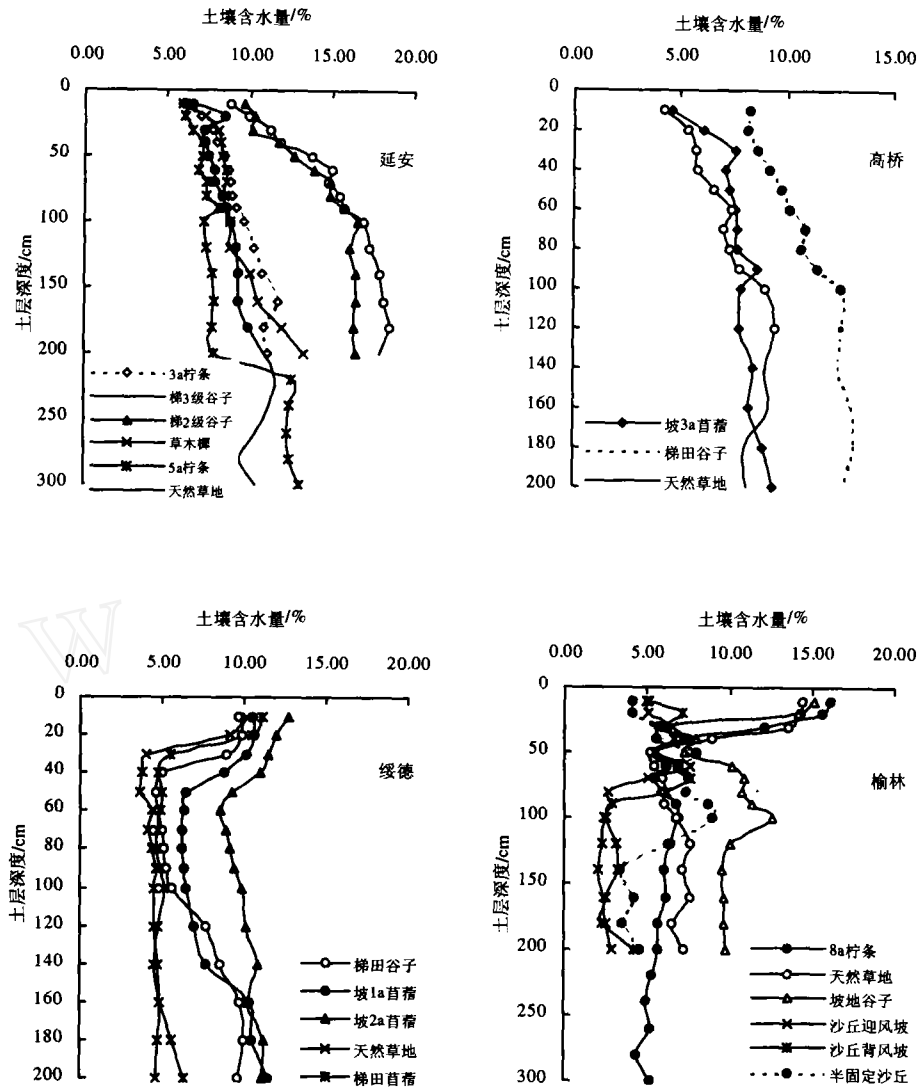 土壤含水量/%
0.00 5.00 10.00 15.00 20.00
0
50
100
150
200
250
300
土层深度/cm
延安
3a柠条
梯3级谷子
梯2级谷子
草木樨
5a柠条
天然草地
土壤含水量/%
0.00 5.00 10.00 15.00
0
20
40
60
80
100
120
140
160
180
200
土层深度/cm
高桥
坡3a苜蓿
梯田谷子
天然草地
土壤含水量/%
0.00 5.00 10.00 15.00 20.00
0
20
40
60
80
100
120
140
160
180
200
土层深度/cm
绥德
梯田谷子
坡1a苜蓿
坡2a苜蓿
天然草地
梯田苜蓿
土壤含水量/%
0.00 5.00 10.00 15.00 20.00
0
50
100
150
200
250
300
土层深度/cm
榆林
8a柠条
天然草地
坡地谷子
沙丘迎风坡
沙丘背风坡
半固定沙丘
W